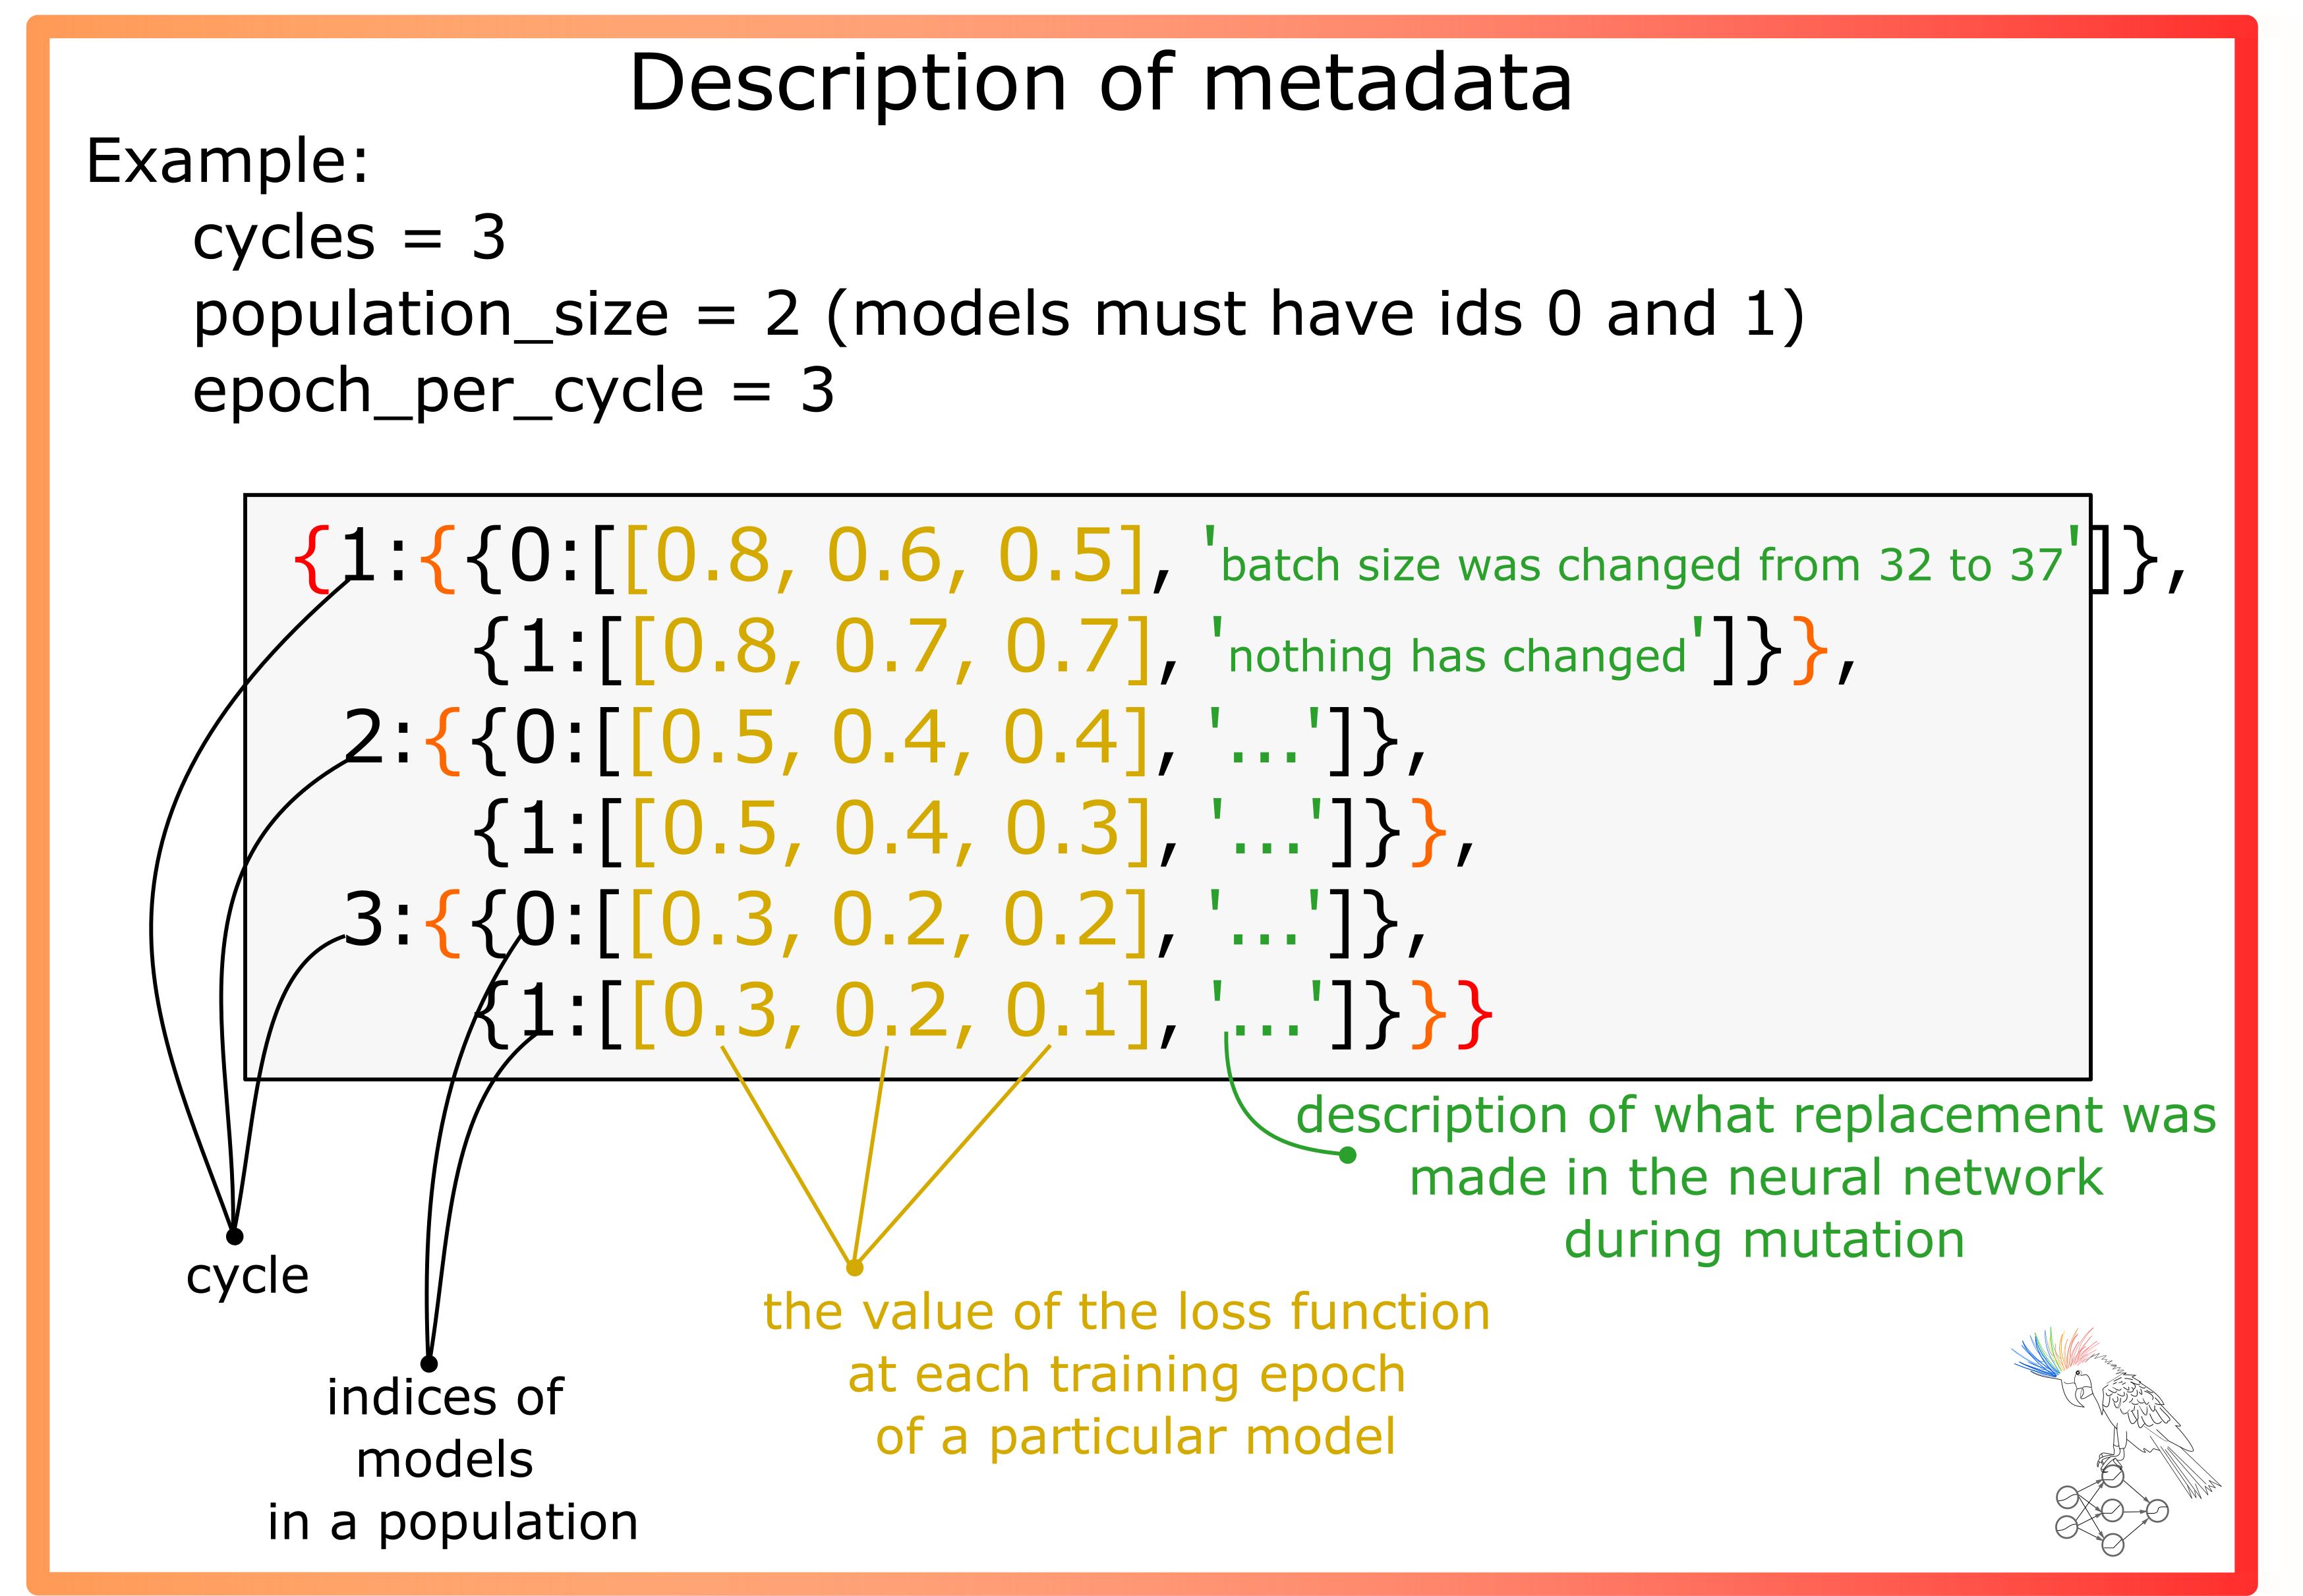 Description of metadata
Example:
cycles = 3
population_size = 2 (models must have ids 0 and 1)
epoch_per_cycle = 3
{1:{{0:[[0.8, 0.6, 0.5], 'batch size was changed from 32 to 37']},
{1:[[0.8, 0.7, 0.7], 'nothing has changed']}},
2:{{0:[[0.5, 0.4, 0.4], '...']},
{1:[[0.5, 0.4, 0.3], '...']}},
3:{{0:[[0.3, 0.2, 0.2], '...']},
{1:[[0.3, 0.2, 0.1], '...']}}}
description of what replacement was
made in the neural network
during mutation
cycle
the value of the loss function
at each training epoch
of a particular model
indices of
models
in a population